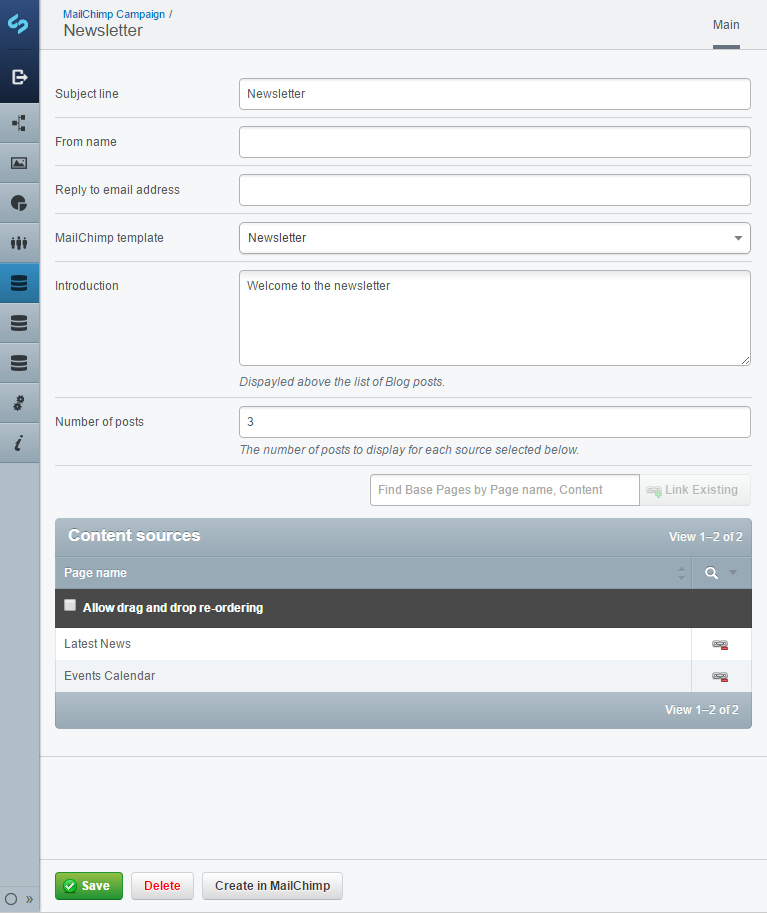 MailChimp Campaign /
Newsletter
Main
Subject line
Newsletter
From name
Reply to email address
MailChimp template
Newsletter
Introduction
Welcome to the newsletter
Dispayled above the list of Blog posts.
Number of posts
3
The number of posts to display for each source selected below.
Find Base Pages by Page name, Content
Link Existing
Content sources
View 1–2 of 2
Page name
Allow drag and drop re-ordering
Latest News
Events Calendar
View 1–2 of 2
Save
Delete
Create in MailChimp
»